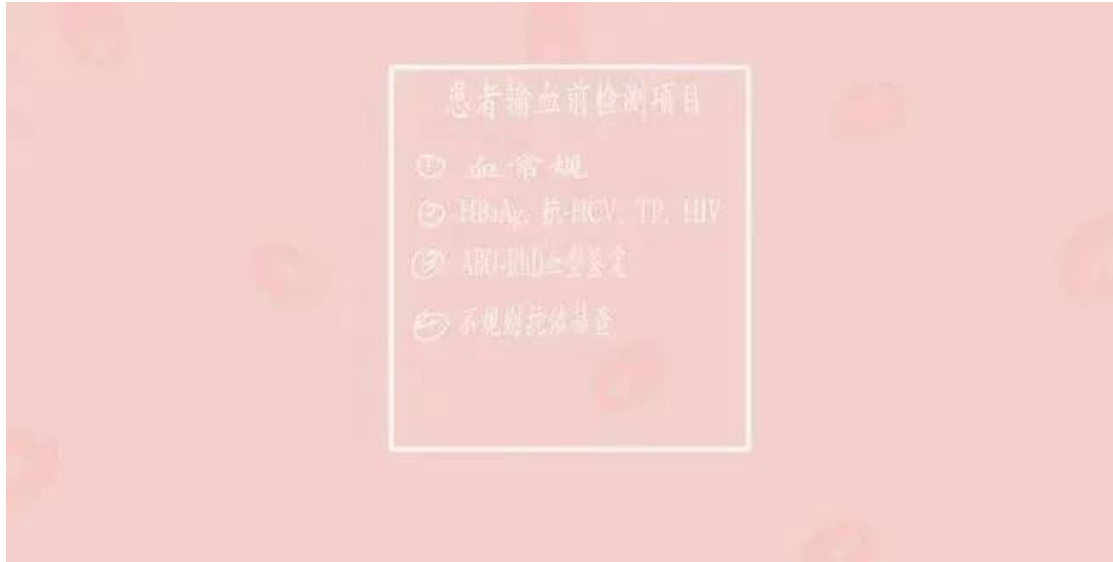 患者输血前检测项目
① 血常规
② HBsAg、抗-HCV、TP、HIV
③ ABO+RhD血型鉴定
④ 不规则抗体筛查